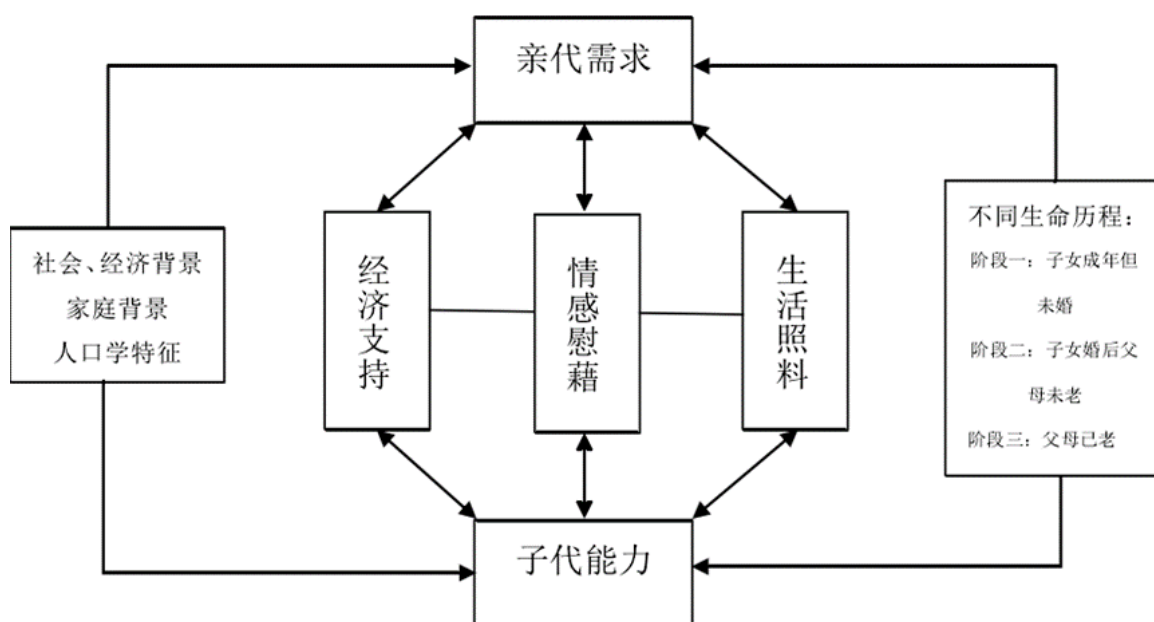 亲代需求
社会、经济背景
家庭背景
人口学特征
经济支持
情感慰藉
生活照料
不同生命历程：
阶段一：子女成年但
未婚
阶段二：子女婚后父
母未老
阶段三：父母已老
子代能力